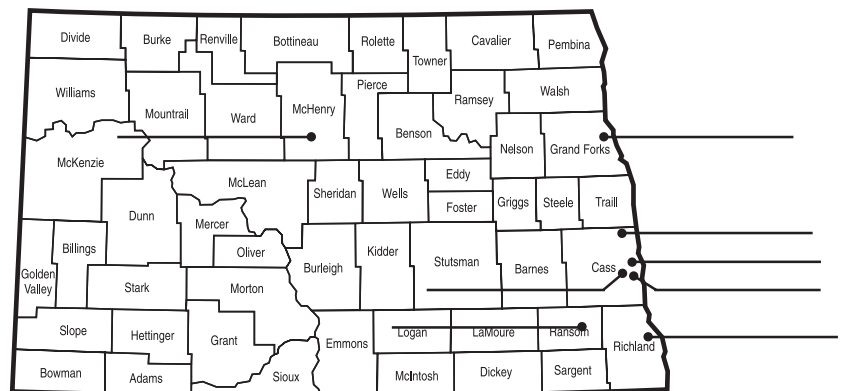 Divide
Burke
Renville
Bottineau
Rolette
Towner
Cavalier
Pembina
Williams
Mountrail
Ward
McHenry
Pierce
Benson
Ramsey
Walsh
Nelson
Grand Forks
McKenzie
McLean
Sheridan
Wells
Eddy
Foster
Griggs
Steele
Traill
Dunn
Mercer
Oliver
Billings
Golden
Valley
Stark
Morton
Burleigh
Kidder
Stutsman
Barnes
Cass
Slope
Hettinger
Grant
Emmons
Logan
LaMoure
Ransom
Richland
Bowman
Adams
Sioux
McIntosh
Dickey
Sargent